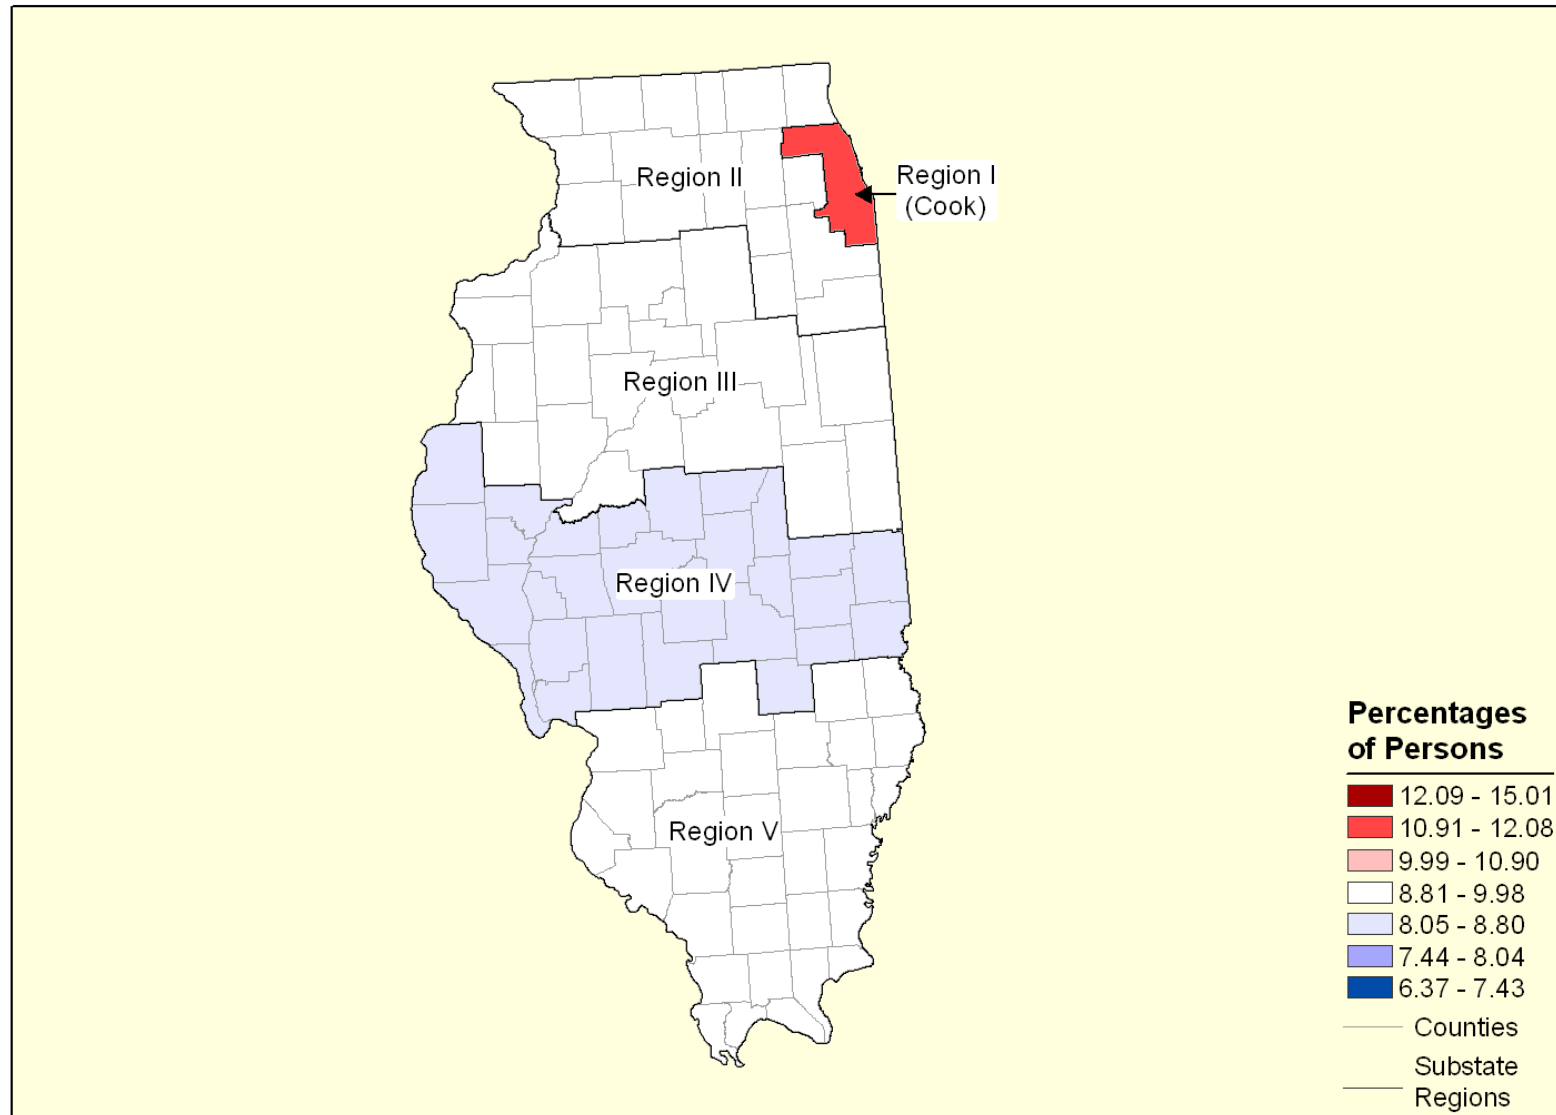 Region II
Region I
(Cook)
Region III
Region IV
Region V
Percentages
of Persons
12.09 - 15.01
10.91 - 12.08
9.99 - 10.90
8.81 - 9.98
8.05 - 8.80
7.44 - 8.04
6.37 - 7.43
Counties
Substate
Regions